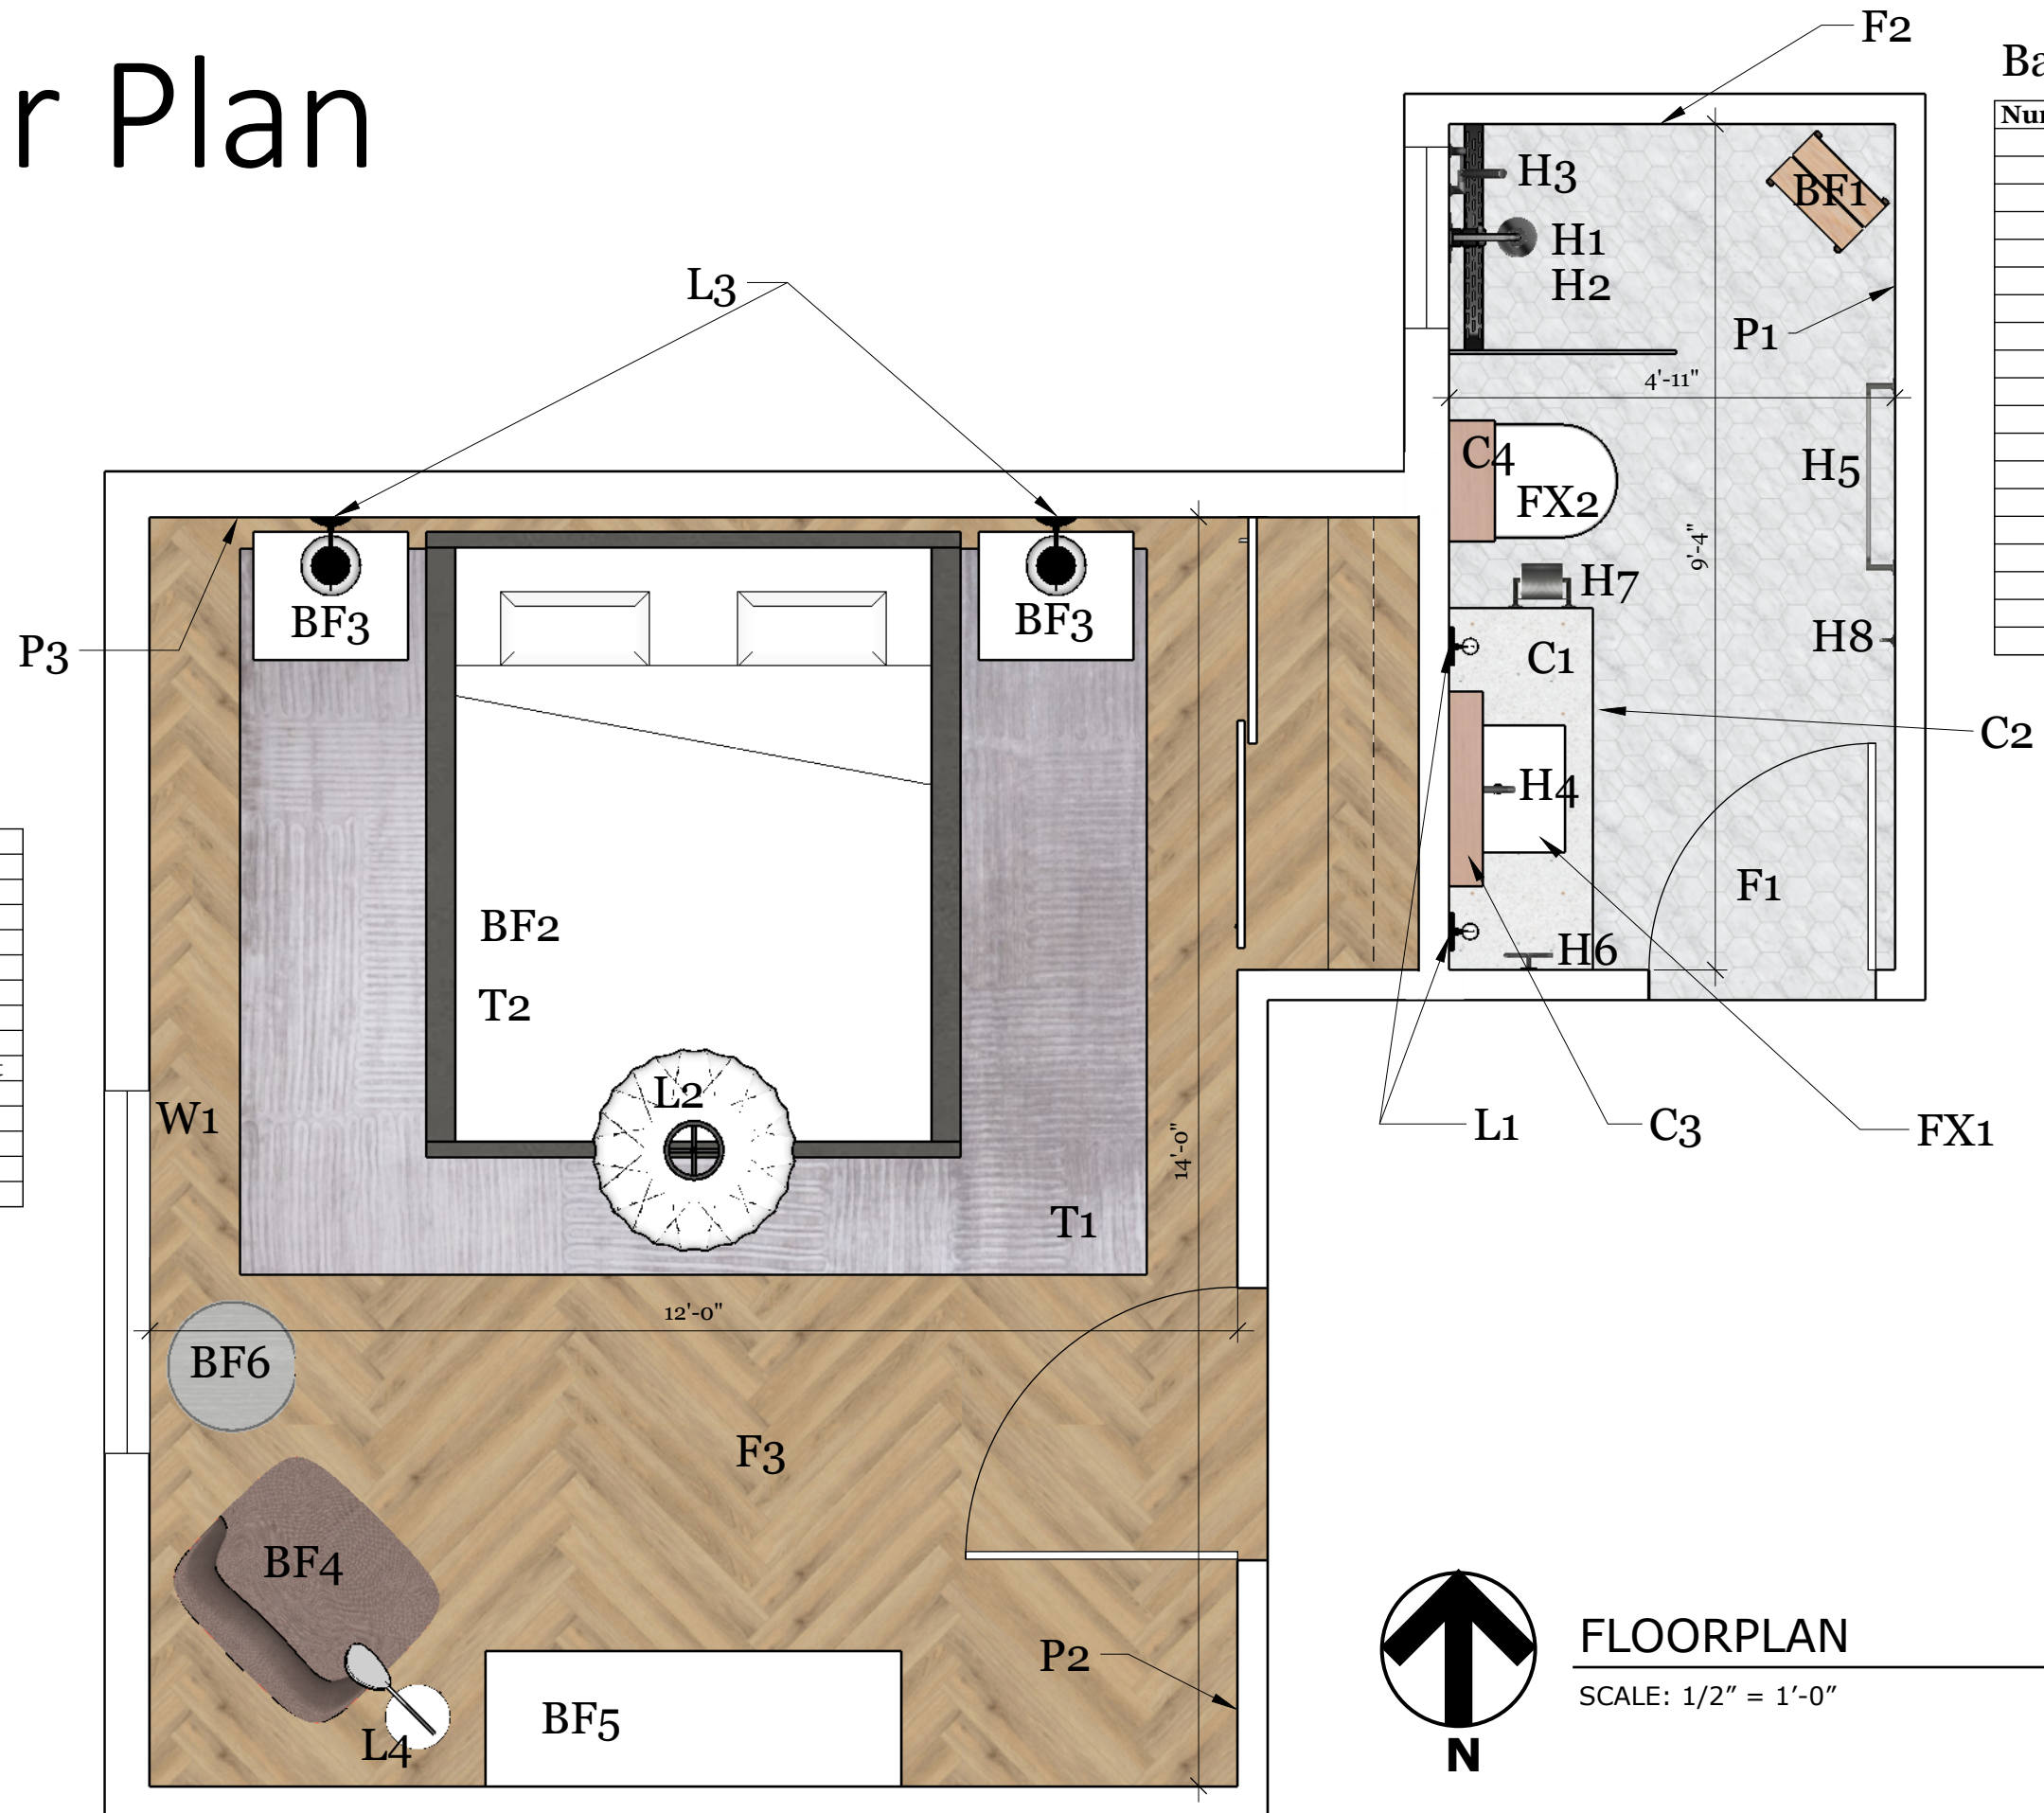 r Plan
F2
Ba
Nu
H3
BF1
H1
H2
L3
P1
4'-11"
C4
H5
FX2
9'-4"
H7
BF3
BF3
H8
P3
C1
C2
H4
F1
BF2
H6
T2
L2
W1
L1
C3
FX1
14'-0"
T1
12'-0"
BF6
F3
BF4
P2
FLOORPLAN
SCALE: 1/2" = 1'-0"
BF5
L4
N